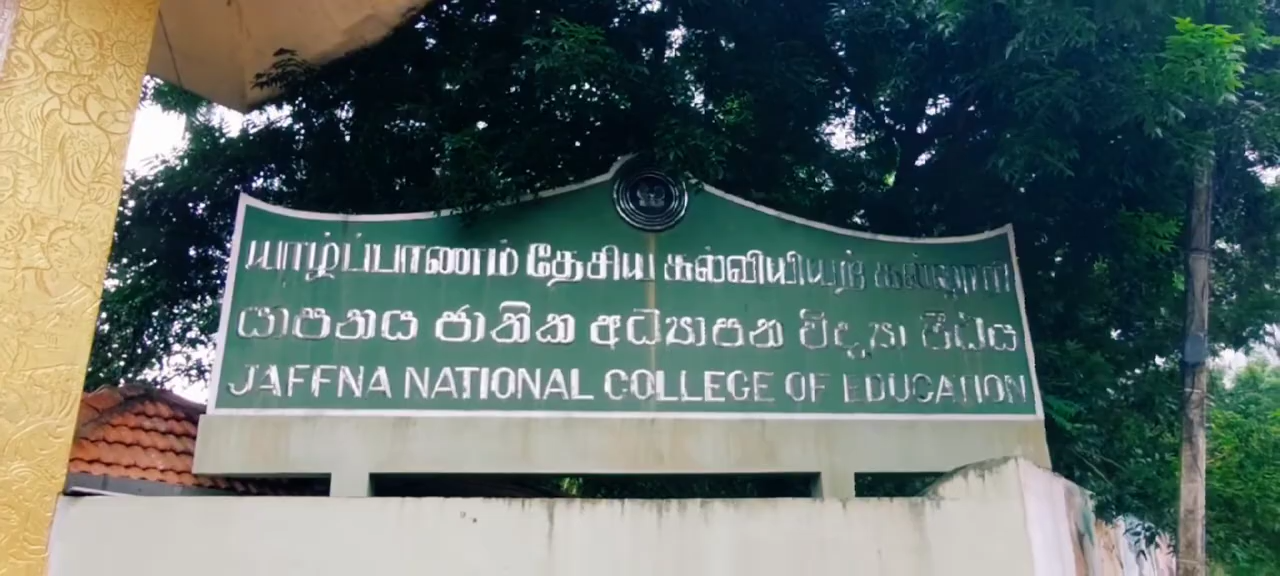 யாழ்ப்பாணம் தேசிய கல்வியியற் கல்லூரி
යාපනය ජාතික අධ්‍යාපන විද්‍යා පීඨය
JAFFNA NATIONAL COLLEGE OF EDUCATION